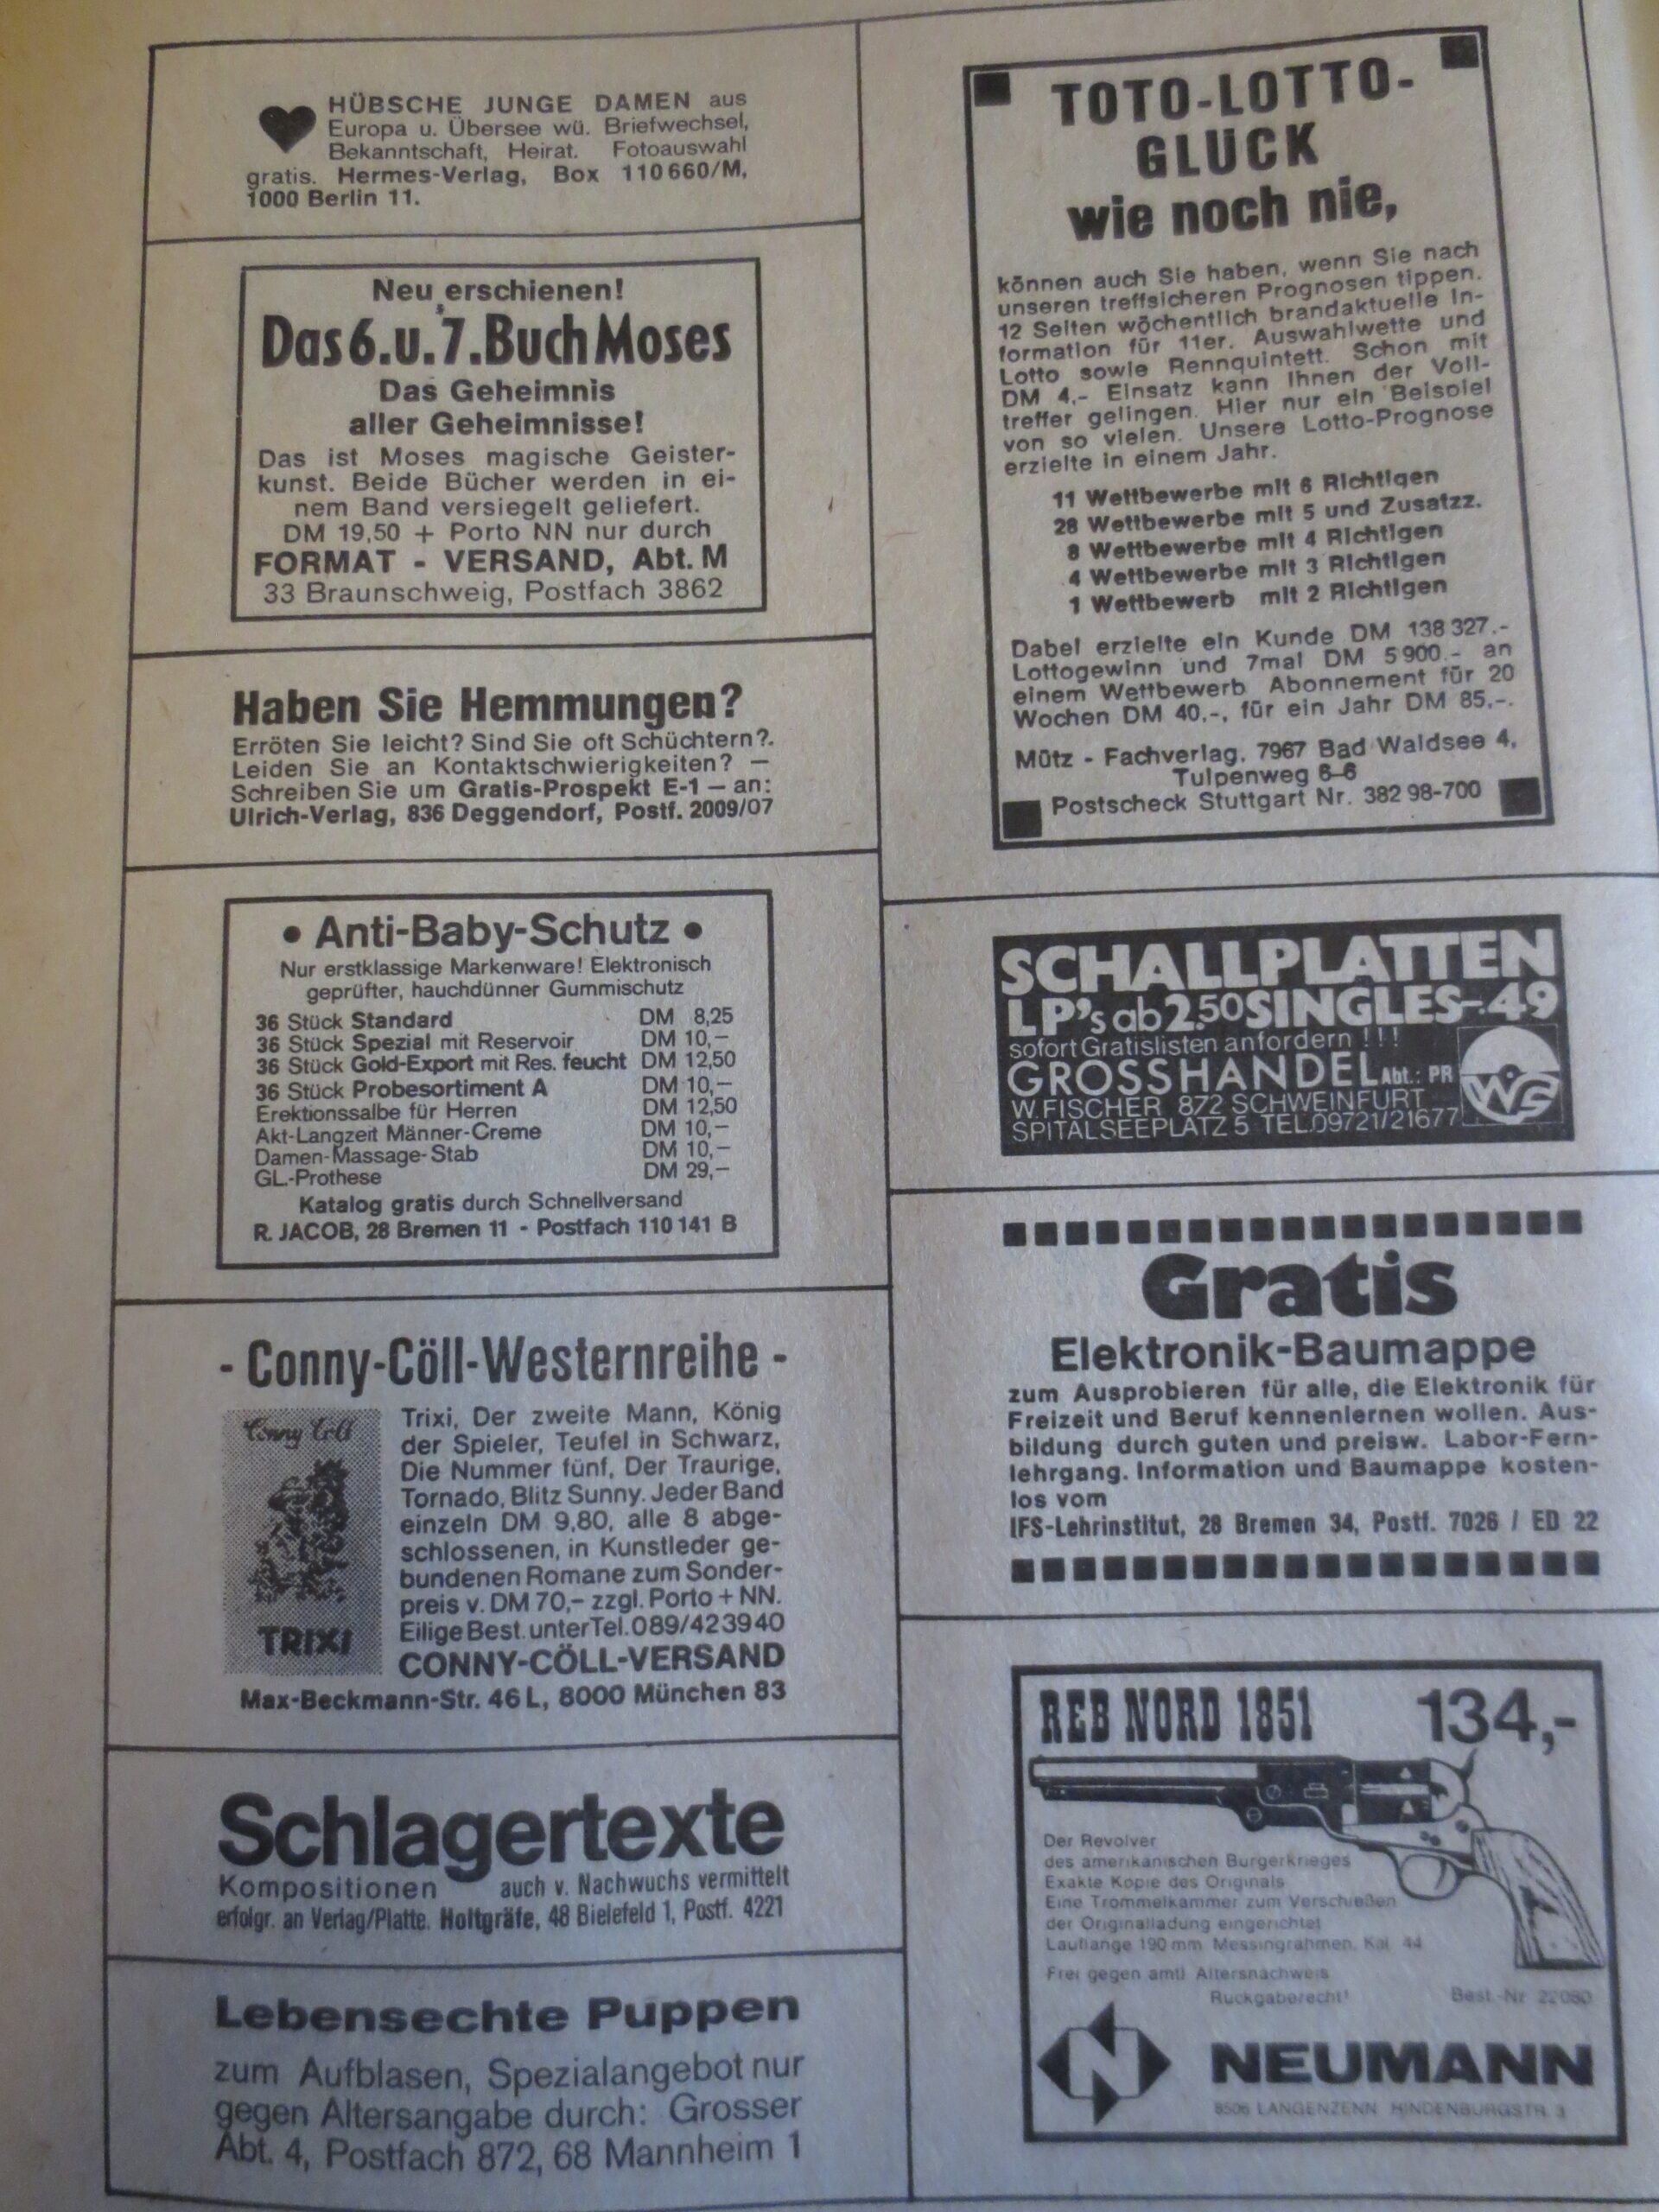 HÜBSCHE JUNGE DAMEN aus
Europa u. Übersee wü. Briefwechsel,
Bekanntschaft, Heirat. Fotoauswahl
gratis. Hermes-Verlag, Box 110660/M,
1000 Berlin 11.
Neu erschienen!
Das 6. u. 7. Buch Moses
Das Geheimnis
aller Geheimnisse!
Das ist Moses magische Geister-
kunst. Beide Bücher werden in ei-
nem Band versiegelt geliefert.
DM 19,50 + Porto NN nur durch
FORMAT - VERSAND, Abt. M
33 Braunschweig, Postfach 3862
Haben Sie Hemmungen?
Erröten Sie leicht? Sind Sie oft Schüchtern?.
Leiden Sie an Kontaktschwierigkeiten? —
Schreiben Sie um Gratis-Prospekt E-1 — an:
Ulrich-Verlag, 836 Deggendorf, Postf. 2009/07
• Anti-Baby-Schutz •
Nur erstklassige Markenware! Elektronisch
geprüfter, hauchdünner Gummischutz
36 Stück Standard DM 8,25
36 Stück Spezial mit Reservoir DM 10,—
36 Stück Gold-Export mit Res. feucht DM 12,50
36 Stück Probesortiment A DM 10,—
Erektionssalbe für Herren DM 12,50
Akt-Langzeit Männer-Creme DM 10,—
Damen-Massage-Stab DM 10,—
GL-Prothese DM 29,—
Katalog gratis durch Schnellversand
R. JACOB, 28 Bremen 11 - Postfach 110 141 B
- Conny-Cöll-Westernreihe -
Conny Cöll
TRIXI
Trixi, Der zweite Mann, König
der Spieler, Teufel in Schwarz,
Die Nummer fünf, Der Traurige,
Tornado, Blitz Sunny. Jeder Band
einzeln DM 9,80, alle 8 abge-
schlossenen, in Kunstleder ge-
bundenen Romane zum Sonder-
preis v. DM 70,— zzgl. Porto + NN.
Eilige Best. unter Tel. 089/423940
CONNY-CÖLL-VERSAND
Max-Beckmann-Str. 46 L, 8000 München 83
Schlagertexte
Kompositionen auch v. Nachwuchs vermittelt
erfolgr. an Verlag/Platte. Holtgräfe, 48 Bielefeld 1, Postf. 4221
Lebensechte Puppen
zum Aufblasen, Spezialangebot nur
gegen Altersangabe durch: Grosser
Abt. 4, Postfach 872, 68 Mannheim 1
TOTO-LOTTO-
GLÜCK
wie noch nie,
können auch Sie haben, wenn Sie nach
unseren treffsicheren Prognosen tippen.
12 Seiten wöchentlich brandaktuelle In-
formation für 11er. Auswahlwette und
Lotto sowie Rennquintett. Schon mit
DM 4,- Einsatz kann Ihnen der Voll-
treffer gelingen. Hier nur ein Beispiel
von so vielen. Unsere Lotto-Prognose
erzielte in einem Jahr.
11 Wettbewerbe mit 6 Richtigen
28 Wettbewerbe mit 5 und Zusatzz.
8 Wettbewerbe mit 4 Richtigen
4 Wettbewerbe mit 3 Richtigen
1 Wettbewerb mit 2 Richtigen
Dabei erzielte ein Kunde DM 138 327.-
Lottogewinn und 7mal DM 5 900.- an
einem Wettbewerb Abonnement für 20
Wochen DM 40,-, für ein Jahr DM 85,-.
Mütz - Fachverlag, 7967 Bad Waldsee 4,
Tulpenweg 6-6
Postscheck Stuttgart Nr. 382 98-700
SCHALLPLATTEN
LP's ab 2.50 SINGLES -.49
sofort Gratislisten anfordern !!!
GROSSHANDEL Abt.: PR
W. FISCHER 872 SCHWEINFURT
SPITALSEEPLATZ 5 TEL.09721/21677
WS
Gratis
Elektronik-Baumappe
zum Ausprobieren für alle, die Elektronik für
Freizeit und Beruf kennenlernen wollen. Aus-
bildung durch guten und preisw. Labor-Fern-
lehrgang. Information und Baumappe kosten-
los vom
IFS-Lehrinstitut, 28 Bremen 34, Postf. 7026 / ED 22
REB NORD 1851 134,-
Der Revolver
des amerikanischen Bürgerkrieges
Exakte Kopie des Originals
Eine Trommelkammer zum Verschießen
der Originalladung eingerichtet
Lauflänge 190 mm Messingrahmen. Kal. 44
Frei gegen amtl Altersnachweis
Rückgaberecht!
Best.-Nr. 22080
N NEUMANN
8506 LANGENZENN HINDENBURGSTR. 3